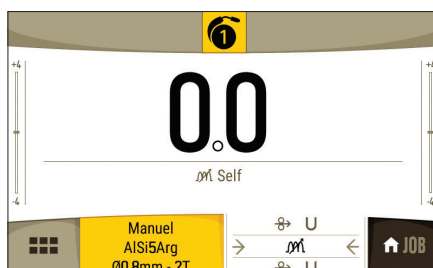 1
+4
+4
0.0
Self
-4
-4
Manuel
AlSi5Arg
Ø0.8mm - 2T
U
U
JOB